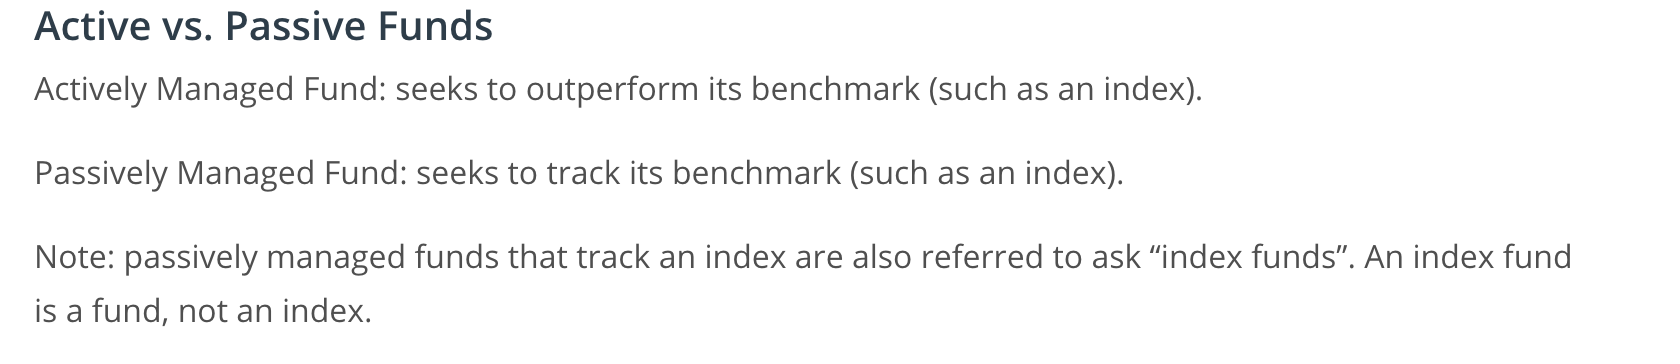 Active vs. Passive Funds
Actively Managed Fund: seeks to outperform its benchmark (such as an index).
Passively Managed Fund: seeks to track its benchmark (such as an index).
Note: passively managed funds that track an index are also referred to ask “index funds”. An index fund
is a fund, not an index.